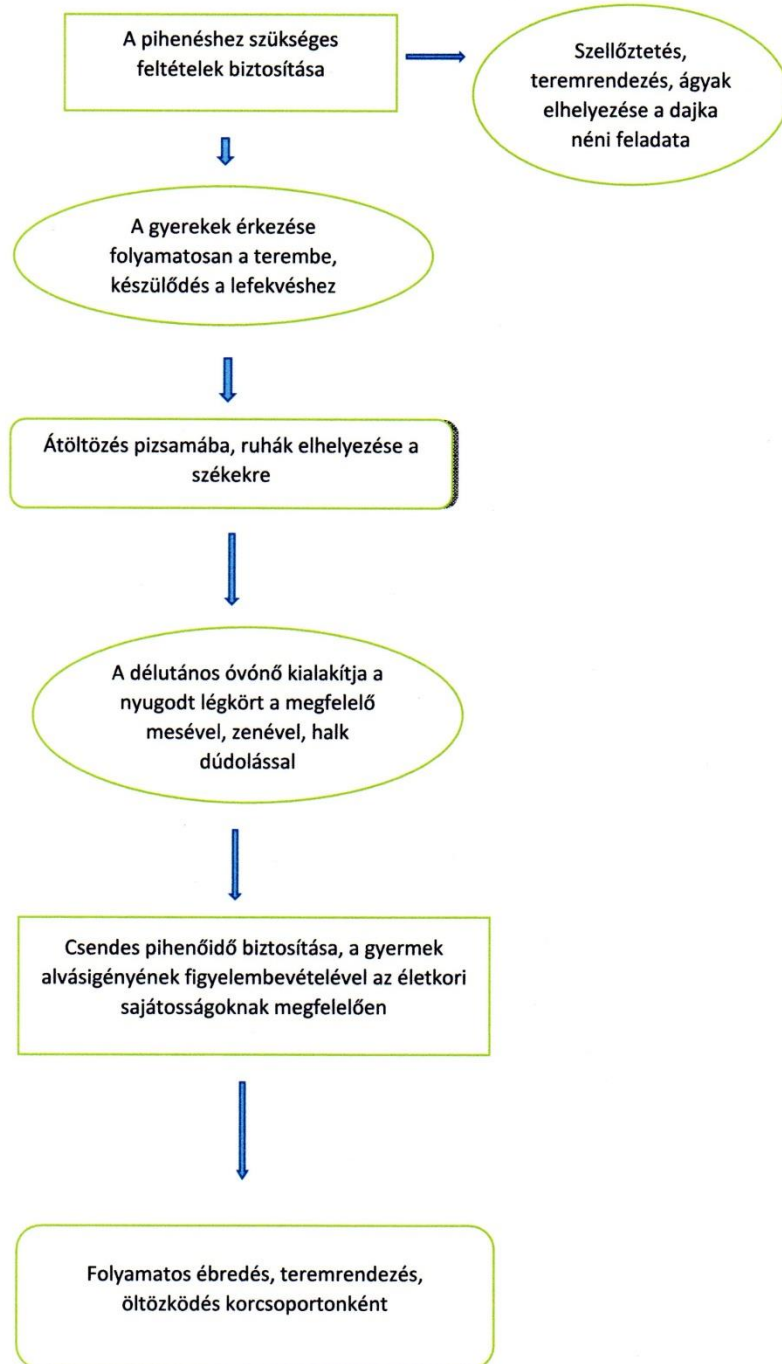 A pihenéshez szükséges
feltételek biztosítása
Szellőztetés,
teremrendezés, ágyak
elhelyezése a dajka
néni feladata
A gyerekek érkezése
folyamatosan a terembe,
készülődés a lefekvéshez
Átöltözés pizsamába, ruhák elhelyezése a
székekre
A délutános óvónő kialakítja a
nyugodt légkört a megfelelő
mesével, zenével, halk
dúdolással
Csendes pihenőidő biztosítása, a gyermek
alvásigényének figyelembevételével az életkori
sajátosságoknak megfelelően
Folyamatos ébredés, teremrendezés,
öltözködés korcsoportonként